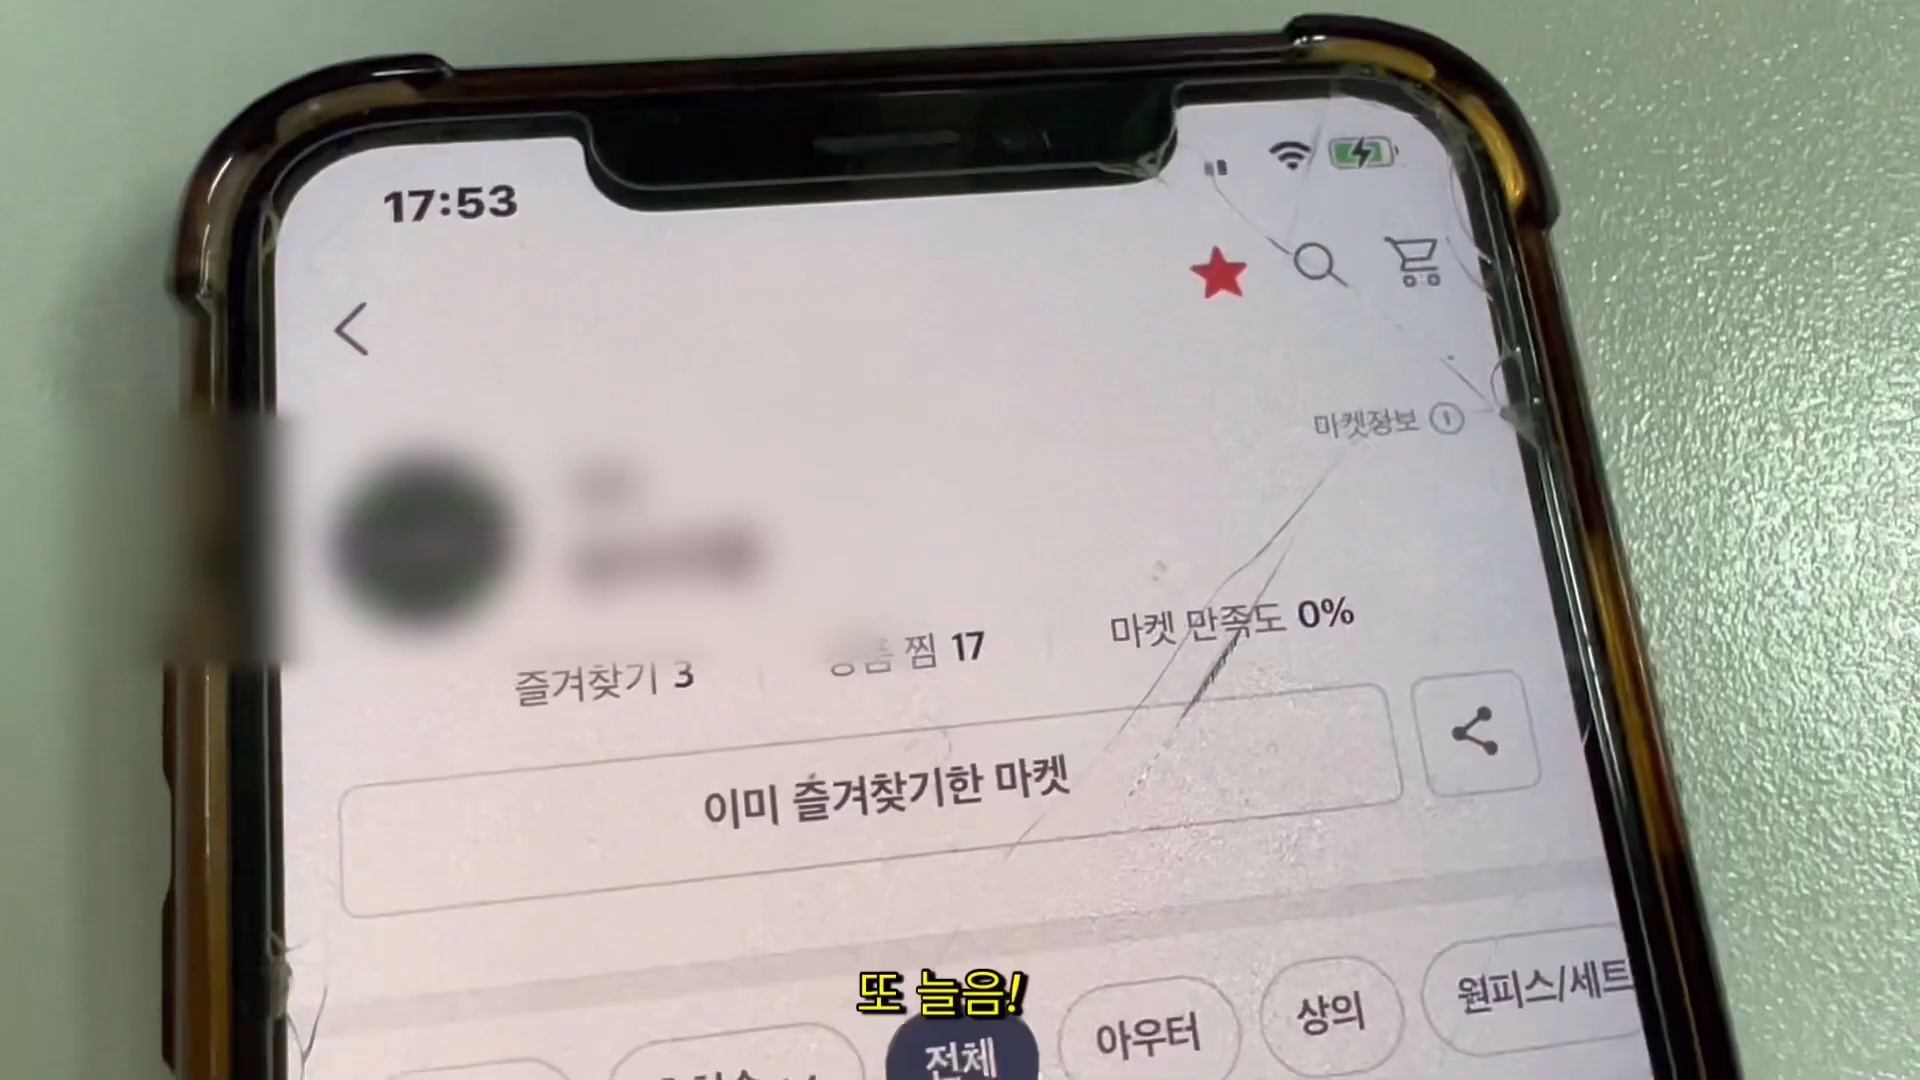 17:53
마켓정보
즐겨찾기 3
찜 17
마켓 만족도 0%
이미 즐겨찾기한 마켓
또 늘음!
전체
아우터
상의
원피스/세트